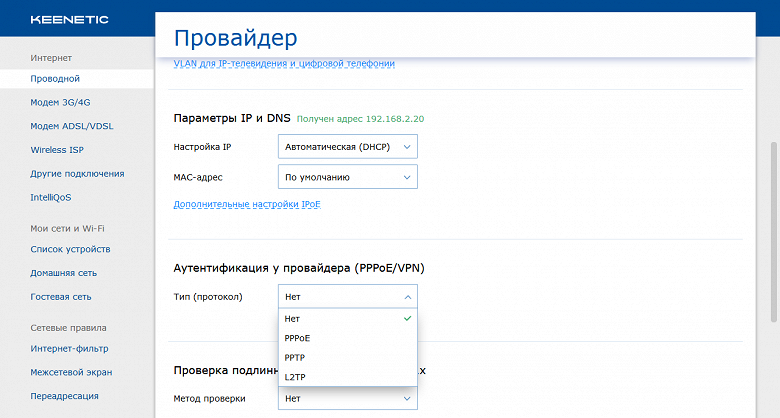 KEENETIC
Интернет
Проводной
Модем 3G/4G
Модем ADSL/VDSL
Wireless ISP
Другие подключения
IntelliQoS
Мои сети и Wi-Fi
Список устройств
Домашняя сеть
Гостевая сеть
Сетевые правила
Интернет-фильтр
Межсетевой экран
Переадресация
Провайдер
VLAN для IP-телевидения и цифровой телефонии
Параметры IP и DNS Получен адрес 192.168.2.20
Настройка IP Автоматическая (DHCP)
MAC-адрес По умолчанию
Дополнительные настройки IPoE
Аутентификация у провайдера (PPPoE/VPN)
Тип (протокол) Нет
Нет
PPPoE
PPTP
L2TP
Проверка
Метод проверки Нет